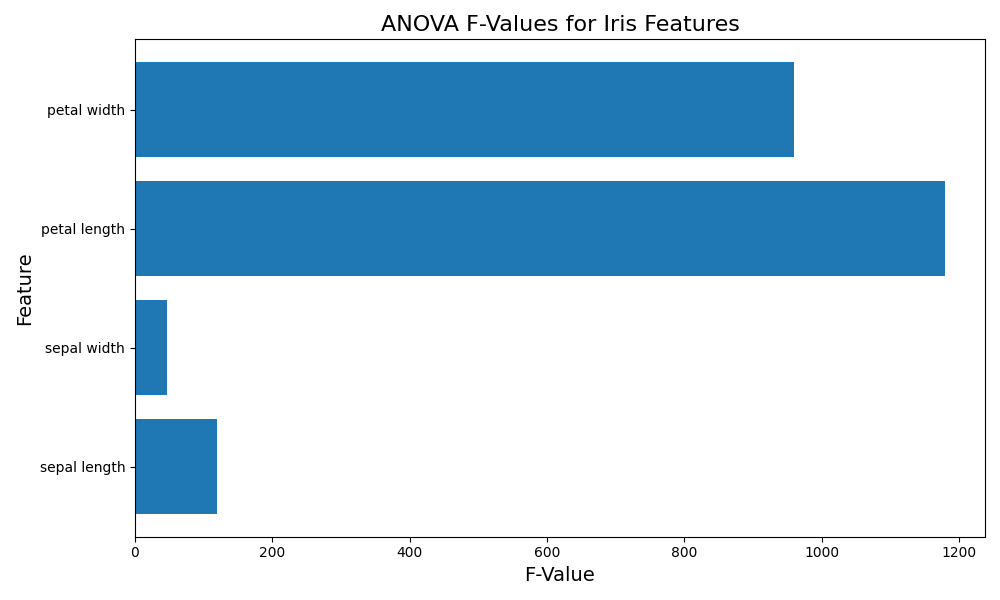 ANOVA F-Values for Iris Features
petal width
petal length
sepal width
sepal length
Feature
0 200 400 600 800 1000 1200
F-Value